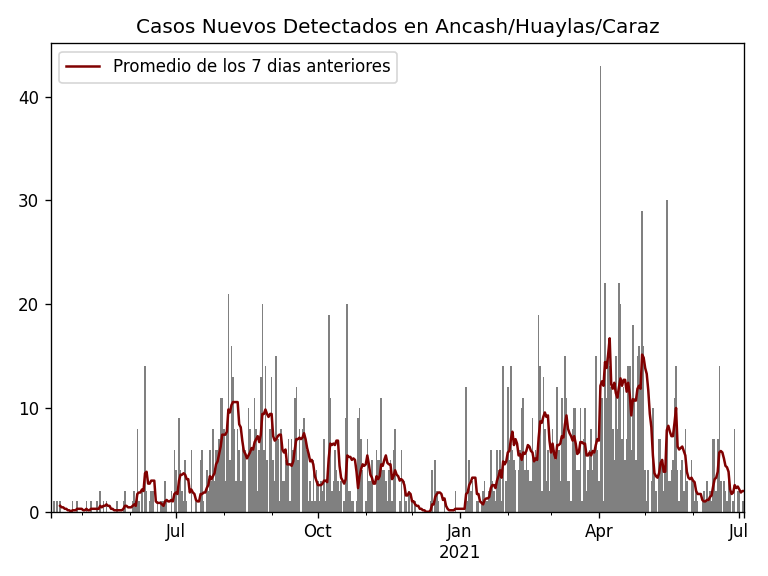 Casos Nuevos Detectados en Ancash/Huaylas/Caraz
Promedio de los 7 dias anteriores
40
30
20
10
0
Jul
Oct
Jan
2021
Apr
Jul